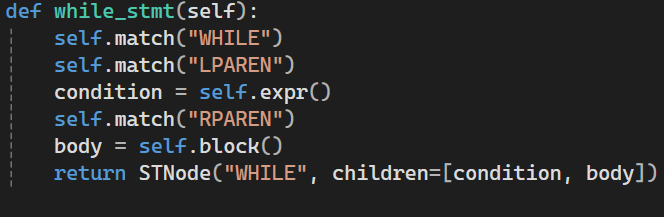 def while_stmt(self):
    self.match("WHILE")
    self.match("LPAREN")
    condition = self.expr()
    self.match("RPAREN")
    body = self.block()
    return STNode("WHILE", children=[condition, body])